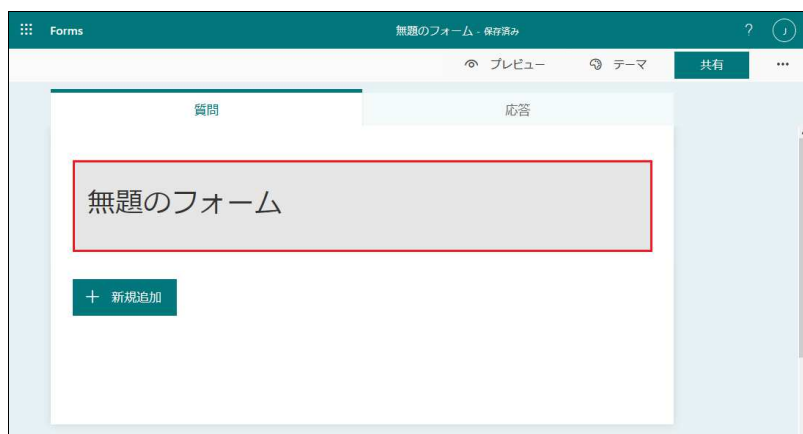 Forms
無題のフォーム - 保存済み
?
J
プレビュー
テーマ
共有
...
質問
応答
無題のフォーム
+ 新規追加